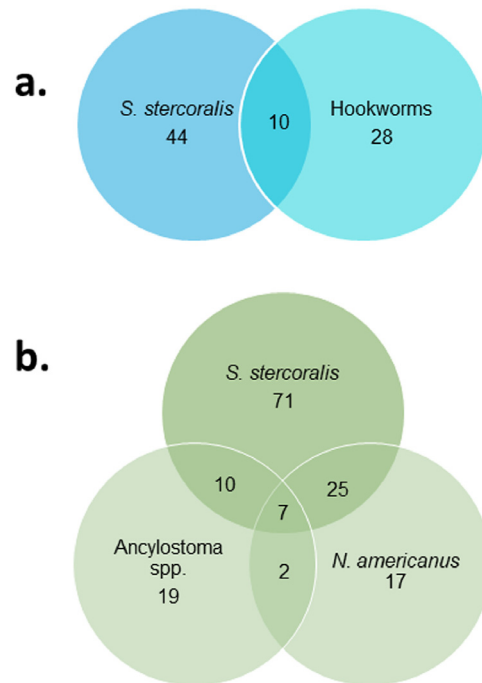 a.
S. stercoralis
44
10
Hookworms
28
b.
S. stercoralis
71
10
25
7
Ancylostoma
spp.
19
2
N. americanus
17